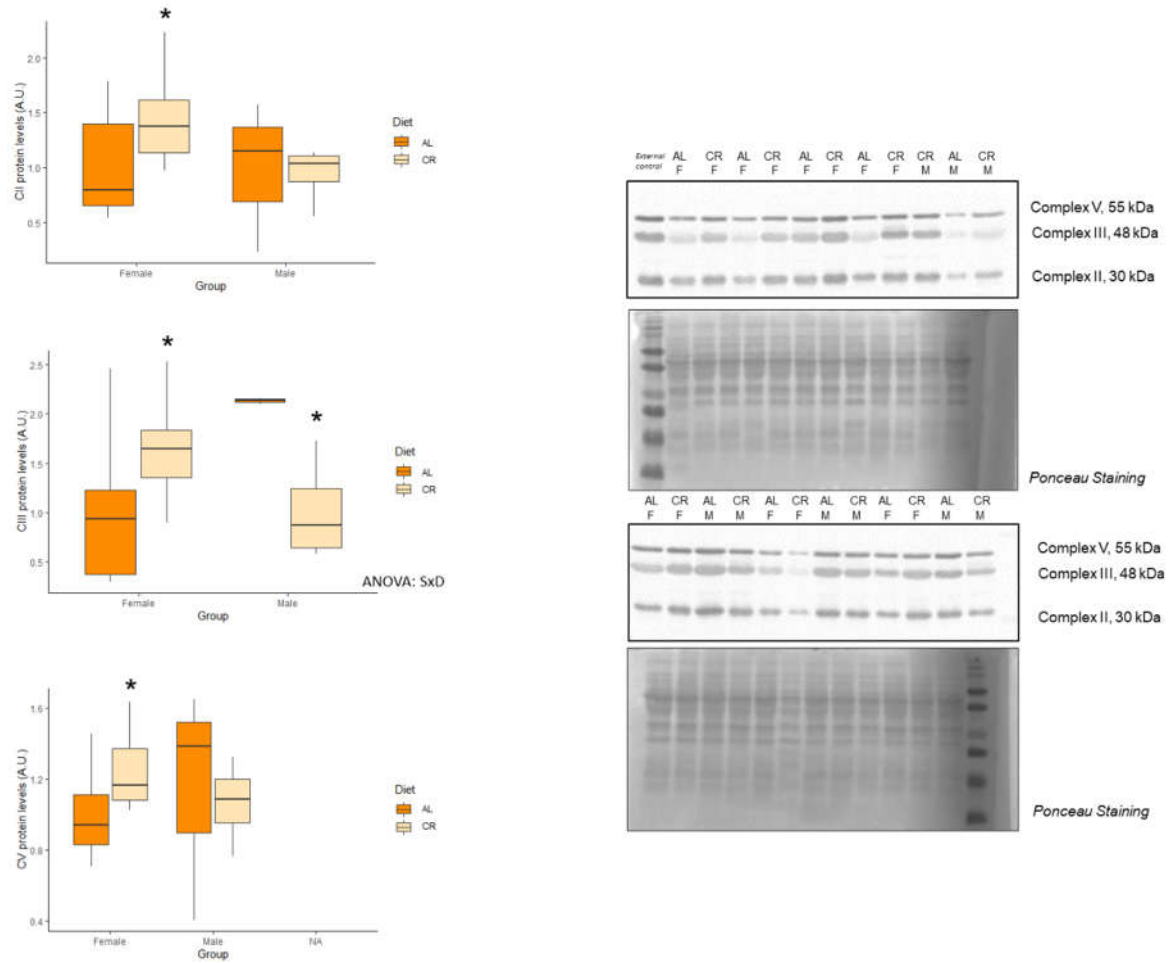 *
2.0
1.5
1.0
0.5
CII protein levels (A.U.)
Female
Male
Group
Diet
AL
CR
*
*
2.5
2.0
1.5
1.0
0.5
CIII protein levels (A.U.)
Female
Male
Group
Diet
AL
CR
ANOVA: SxD
*
1.6
1.2
0.8
0.4
CV protein levels (A.U.)
Female
Male
NA
Group
Diet
AL
CR
External control
AL CR AL CR AL CR AL CR CR AL CR
F F F F F F F F M M M
Complex V, 55 kDa
Complex III, 48 kDa
Complex II, 30 kDa
Ponceau Staining
AL CR AL CR AL CR AL CR AL CR AL CR
F F M M F F M M F F M M
Complex V, 55 kDa
Complex III, 48 kDa
Complex II, 30 kDa
Ponceau Staining